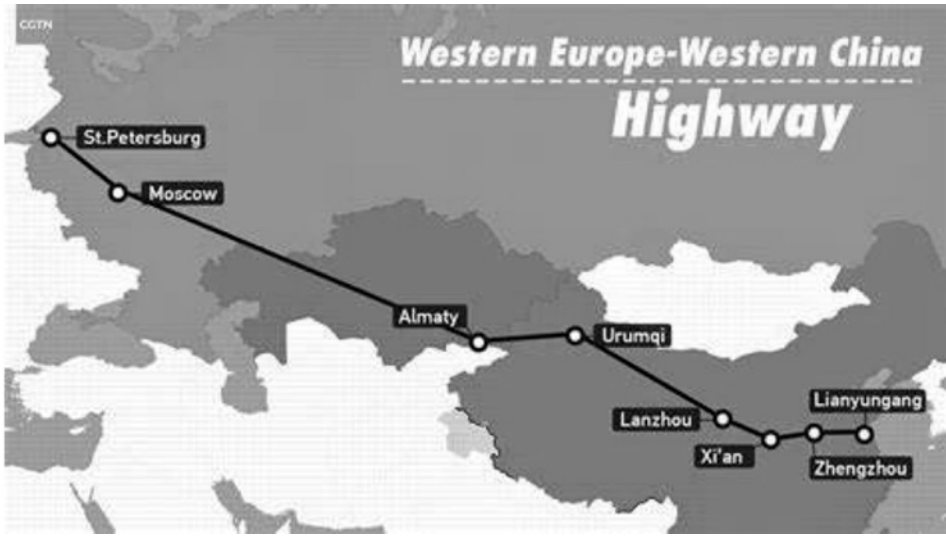 CGTN
Western Europe-Western China
Highway
St.Petersburg
Moscow
Almaty
Urumqi
Lianyungang
Lanzhou
Xi'an
Zhengzhou